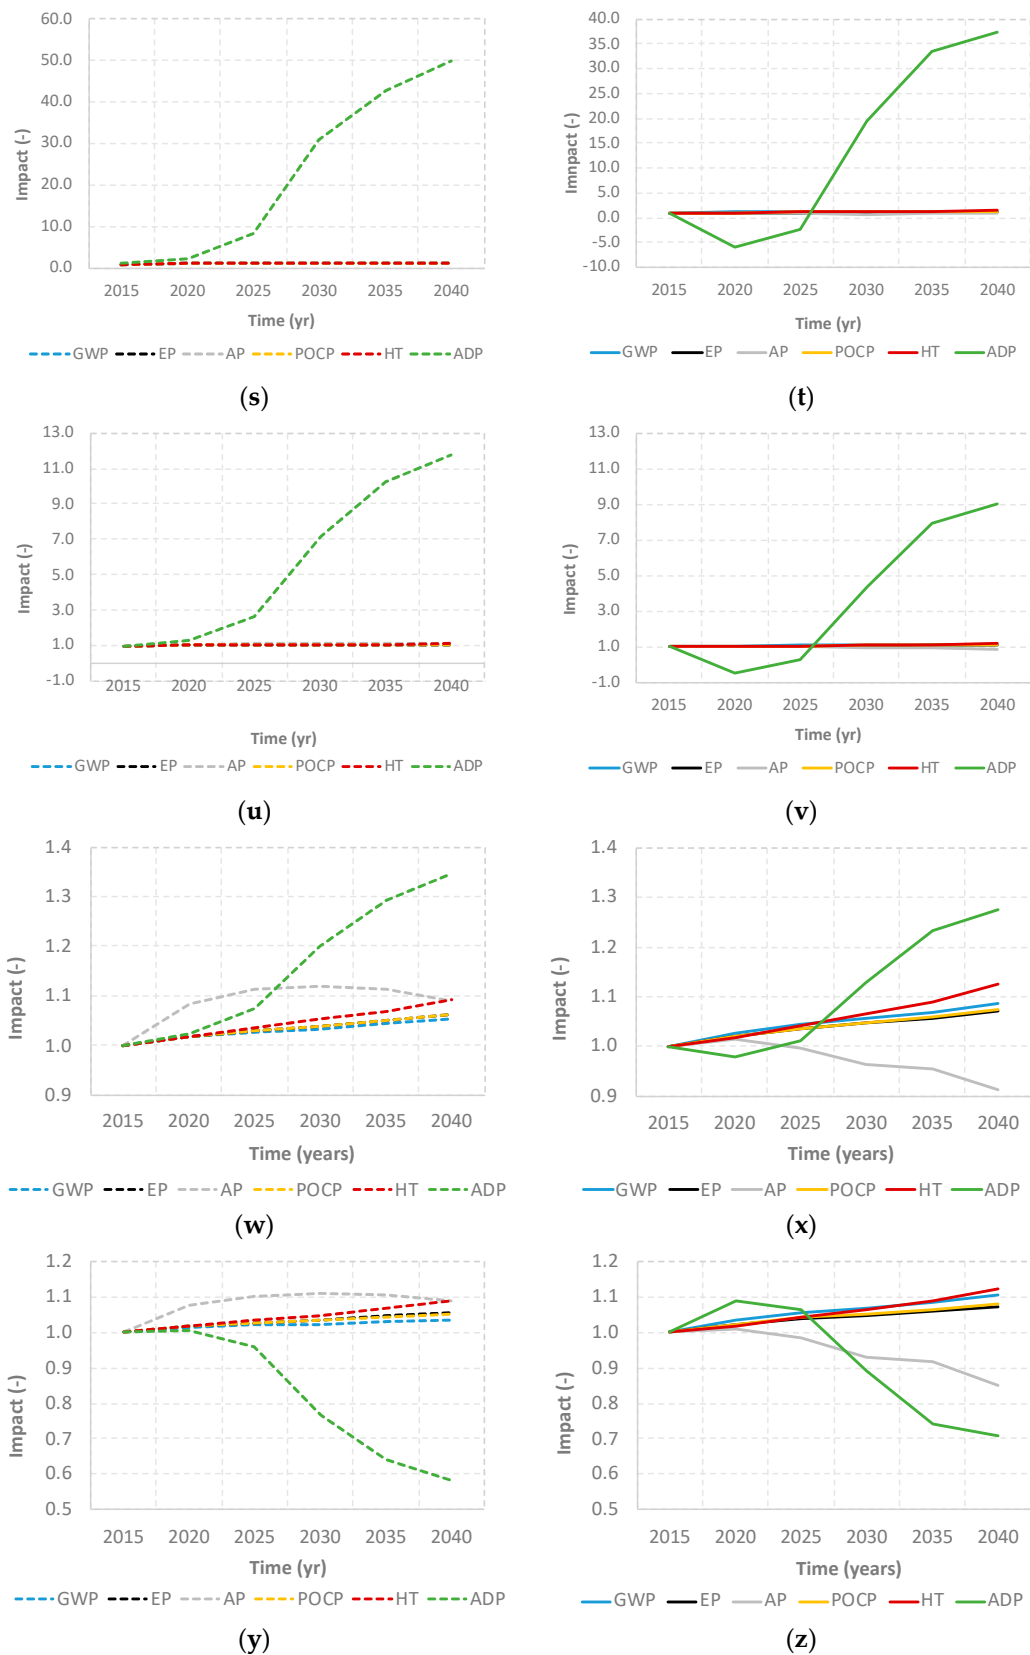 60.0
50.0
40.0
30.0
20.0
10.0
0.0
Impact (-)
2015 2020 2025 2030 2035 2040
Time (yr)
GWP EP AP POCP HT ADP
(s)
40.0
35.0
30.0
25.0
20.0
15.0
10.0
5.0
0.0
-5.0
-10.0
Imnpact (-)
2015 2020 2025 2030 2035 2040
Time (yr)
GWP EP AP POCP HT ADP
(t)
13.0
11.0
9.0
7.0
5.0
3.0
1.0
-1.0
Impact (-)
2015 2020 2025 2030 2035 2040
Time (yr)
GWP EP AP POCP HT ADP
(u)
13.0
11.0
9.0
7.0
5.0
3.0
1.0
-1.0
Impact (-)
2015 2020 2025 2030 2035 2040
Time (yr)
GWP EP AP POCP HT ADP
(v)
1.4
1.3
1.2
1.1
1.0
0.9
Impact (-)
2015 2020 2025 2030 2035 2040
Time (years)
GWP EP AP POCP HT ADP
(w)
1.4
1.3
1.2
1.1
1.0
0.9
Impact (-)
2015 2020 2025 2030 2035 2040
Time (years)
GWP EP AP POCP HT ADP
(x)
1.2
1.1
1.0
0.9
0.8
0.7
0.6
0.5
Impact (-)
2015 2020 2025 2030 2035 2040
Time (yr)
GWP EP AP POCP HT ADP
(y)
1.2
1.1
1.0
0.9
0.8
0.7
0.6
0.5
Impact (-)
2015 2020 2025 2030 2035 2040
Time (years)
GWP EP AP POCP HT ADP
(z)